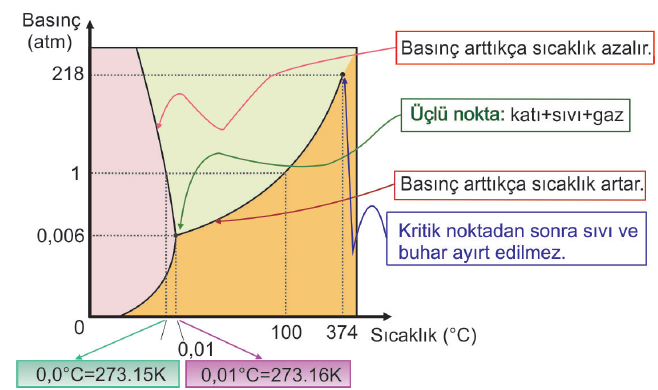 Basınç
(atm)
218
1
0,006
0
0,01
100
374
Sıcaklık (°C)
Basınç arttıkça sıcaklık azalır.
Üçlü nokta: katı+sıvı+gaz
Basınç arttıkça sıcaklık artar.
Kritik noktadan sonra sıvı ve
buhar ayırt edilmez.
0,0°C=273.15K
0,01°C=273.16K